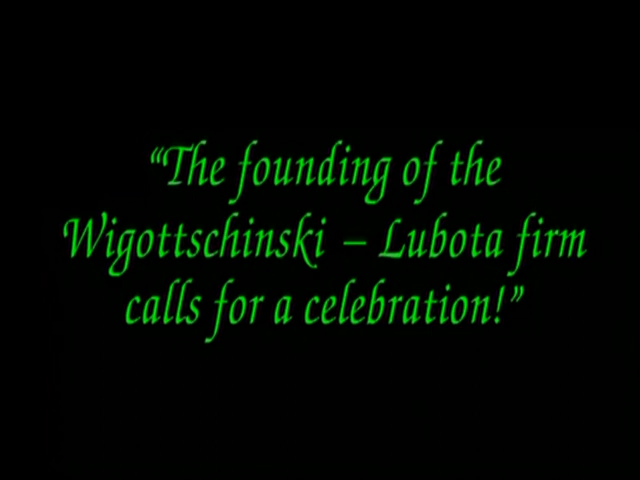 “The founding of the
Wigottschinski – Lubota firm
calls for a celebration!”